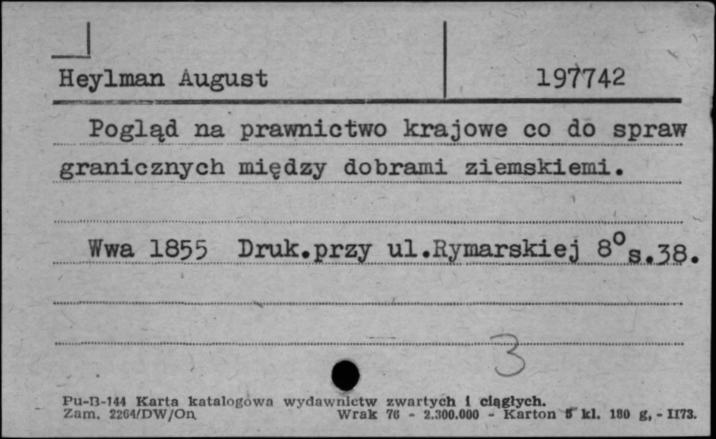 Heylman August 197742
Pogląd na prawnictwo krajowe co do spraw
granicznych między dobrami ziemskiemi.
Wwa 1855 Druk.przy ul.Rymarskiej 8° s.38.
3
Pu-B-144 Karta katalogowa wydawnictw zwartych i ciągłych.
Zam. 2264/DW/On. Wrak 76 - 2.300.000 - Karton 5 kl. 180 g, - II73.